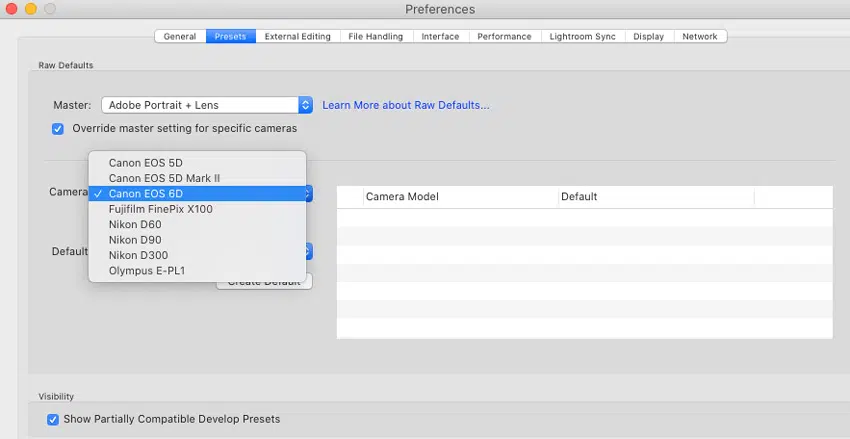 Preferences
General Presets External Editing File Handling Interface Performance Lightroom Sync Display Network
Raw Defaults
Master: Adobe Portrait + Lens Learn More about Raw Defaults...
Override master setting for specific cameras
Canon EOS 5D
Canon EOS 5D Mark II
Camera ✓ Canon EOS 6D
Camera Model Default
Fujifilm FinePix X100
Nikon D60
Nikon D90
Default Nikon D300
Olympus E-PL1
Create Default
Visibility
Show Partially Compatible Develop Presets